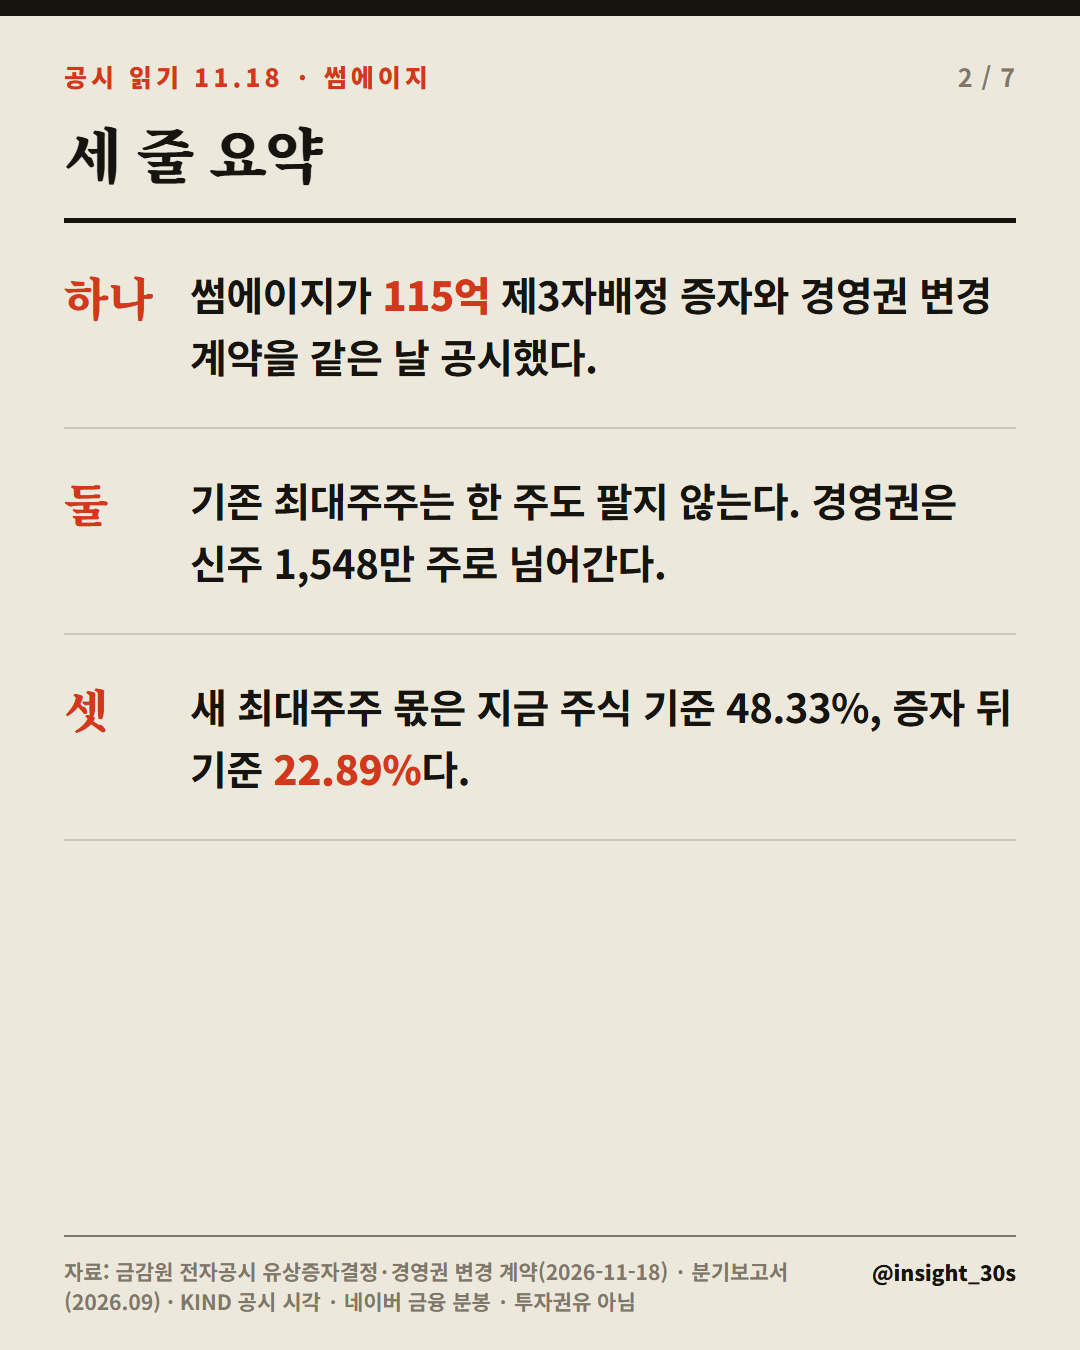 공시 읽기 11.18 · 썸에이지
2 / 7
세 줄 요약
하나
썸에이지가 115억 제3자배정 증자와 경영권 변경
계약을 같은 날 공시했다.
둘
기존 최대주주는 한 주도 팔지 않는다. 경영권은
신주 1,548만 주로 넘어간다.
셋
새 최대주주 몫은 지금 주식 기준 48.33%, 증자 뒤
기준 22.89%다.
자료: 금감원 전자공시 유상증자결정·경영권 변경 계약(2026-11-18) · 분기보고서
(2026.09) · KIND 공시 시각 · 네이버 금융 분봉 · 투자권유 아님
@insight_30s